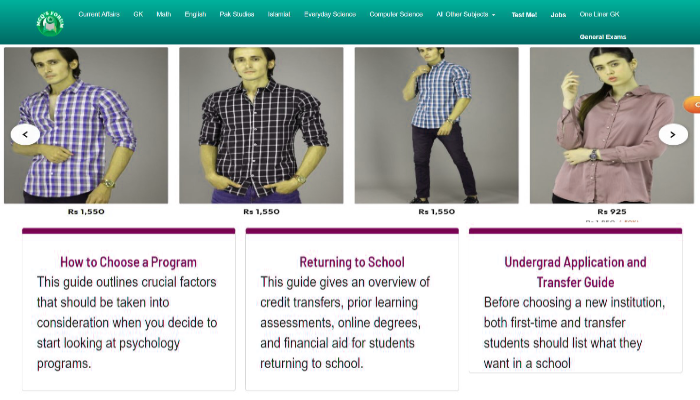 MCQ'S FORUM
Current Affairs GK Math English Pak Studies Islamiat Everyday Science Computer Science All Other Subjects Test Me! Jobs One Liner GK
General Exams
Rs 1,550 Rs 1,550 Rs 1,550 Rs 925
How to Choose a Program
This guide outlines crucial factors
that should be taken into
consideration when you decide to
start looking at psychology
programs.
Returning to School
This guide gives an overview of
credit transfers, prior learning
assessments, online degrees,
and financial aid for students
returning to school.
Undergrad Application and
Transfer Guide
Before choosing a new institution,
both first-time and transfer
students should list what they
want in a school